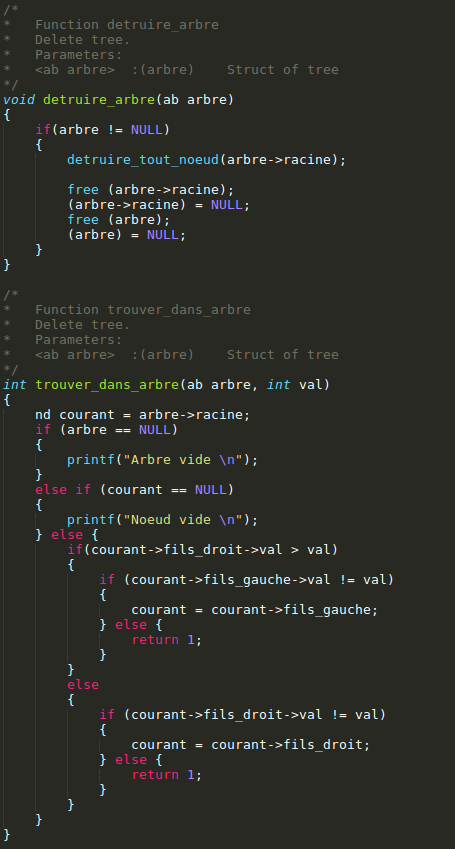 /*
*   Function detruire_arbre
*   Delete tree.
*   Parameters:
*   <ab arbre>  :(arbre)    Struct of tree
*/
void detruire_arbre(ab arbre)
{
    if(arbre != NULL)
    {
        detruire_tout_noeud(arbre->racine);

        free (arbre->racine);
        (arbre->racine) = NULL;
        free (arbre);
        (arbre) = NULL;
    }
}

/*
*   Function trouver_dans_arbre
*   Delete tree.
*   Parameters:
*   <ab arbre>  :(arbre)    Struct of tree
*/
int trouver_dans_arbre(ab arbre, int val)
{
    nd courant = arbre->racine;
    if (arbre == NULL)
    {
        printf("Arbre vide \n");
    }
    else if (courant == NULL)
    {
        printf("Noeud vide \n");
    } else {
        if(courant->fils_droit->val > val)
        {
            if (courant->fils_gauche->val != val)
            {
                courant = courant->fils_gauche;
            } else {
                return 1;
            }
        }
        else
        {
            if (courant->fils_droit->val != val)
            {
                courant = courant->fils_droit;
            } else {
                return 1;
            }
        }
    }
}